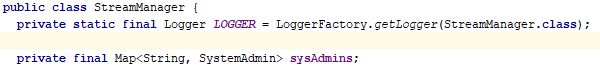 public class StreamManager {
private static final Logger LOGGER = LoggerFactory.getLogger(StreamManager.class);
private final Map<String, SystemAdmin> sysAdmins;